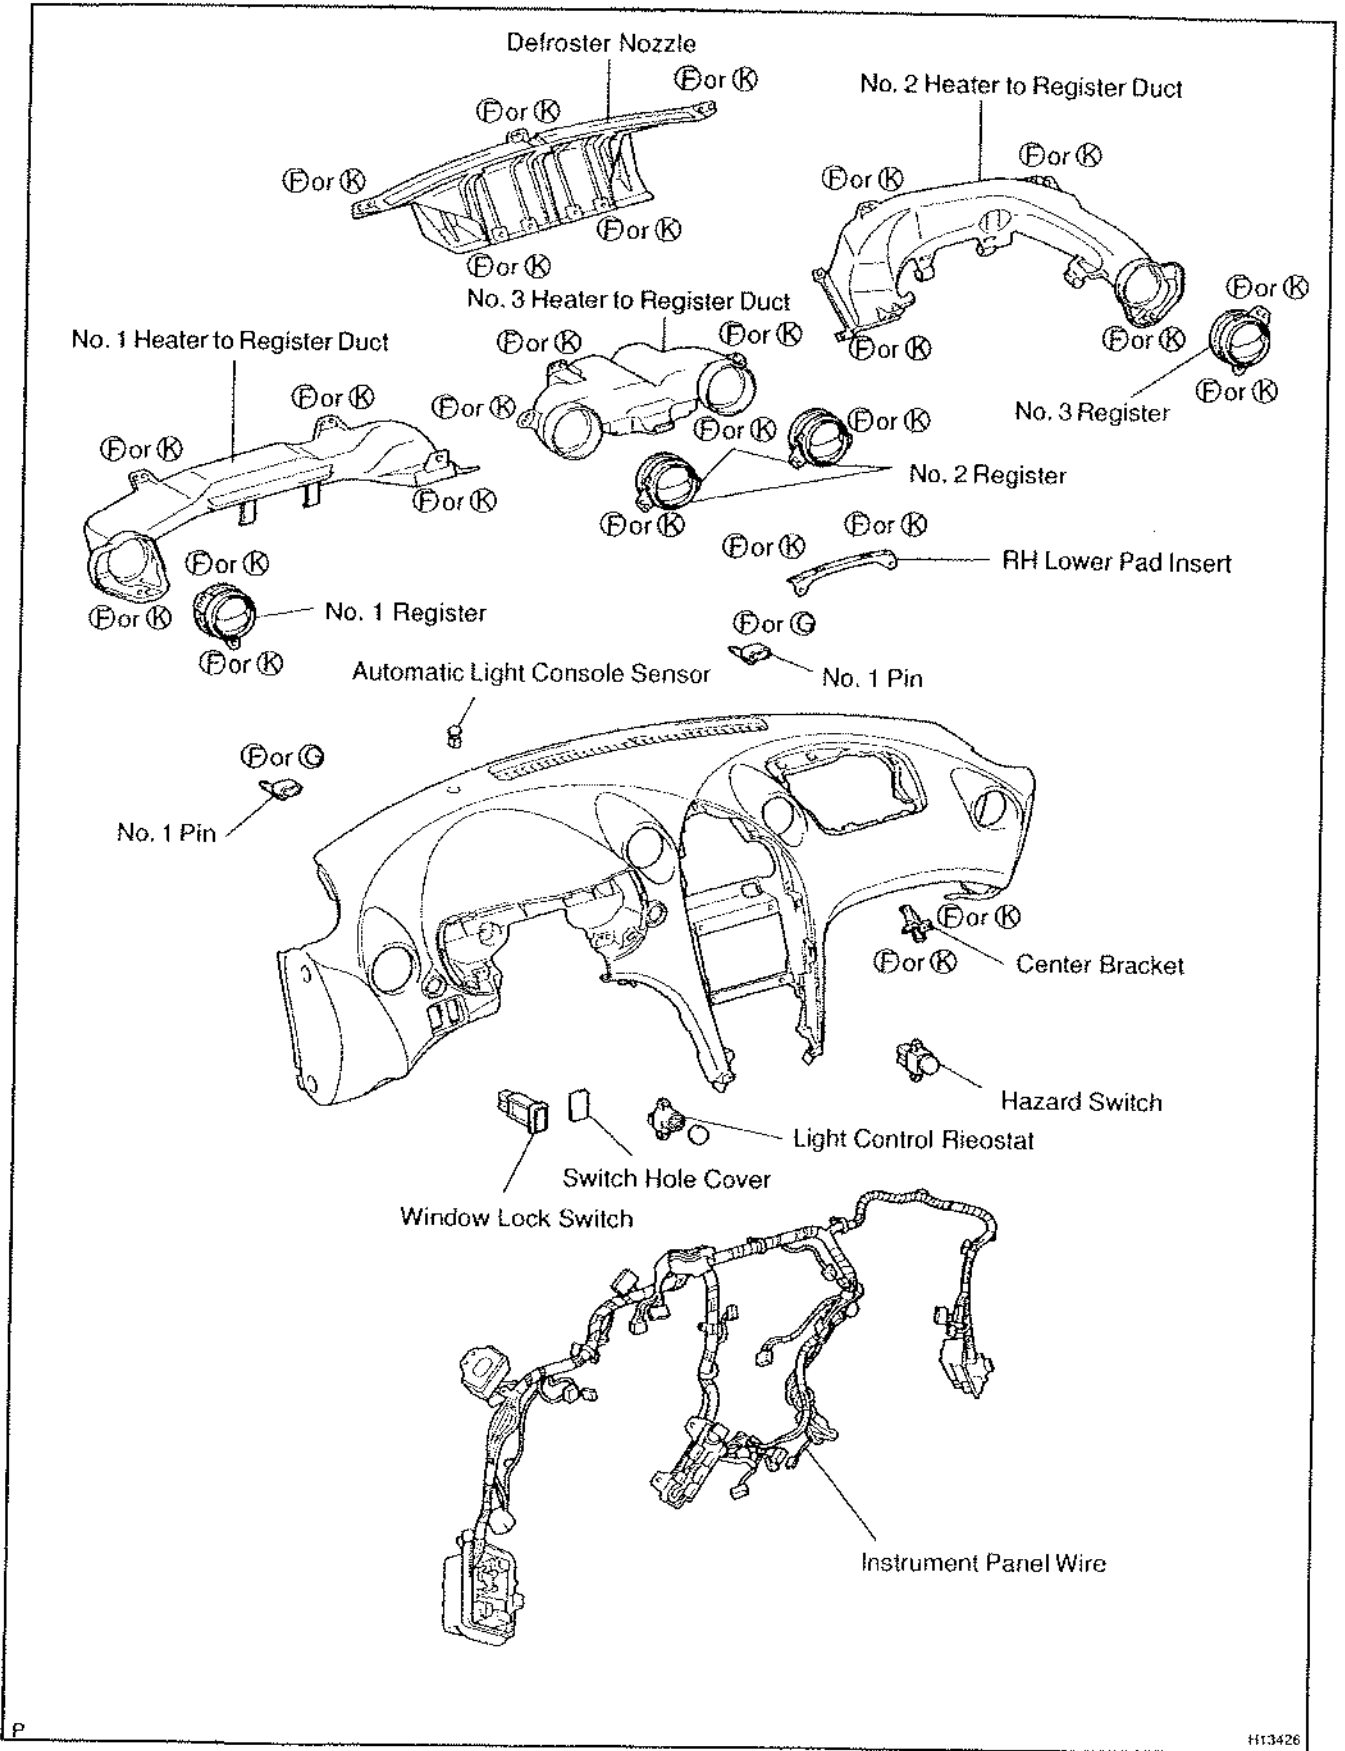 Defroster Nozzle
Ⓕor Ⓚ
No. 2 Heater to Register Duct
Ⓕor Ⓚ
Ⓕor Ⓚ
Ⓕor Ⓚ
Ⓕor Ⓚ
Ⓕor Ⓚ
Ⓕor Ⓚ
No. 3 Heater to Register Duct
Ⓕor Ⓚ
No. 1 Heater to Register Duct
Ⓕor Ⓚ
Ⓕor Ⓚ
Ⓕor Ⓚ
Ⓕor Ⓚ
Ⓕor Ⓚ
Ⓕor Ⓚ
Ⓕor Ⓚ
No. 3 Register
Ⓕor Ⓚ
Ⓕor Ⓚ
Ⓕor Ⓚ
Ⓕor Ⓚ
No. 2 Register
Ⓕor Ⓚ
Ⓕor Ⓚ
Ⓕor Ⓚ
Ⓕor Ⓚ
Ⓕor Ⓚ
RH Lower Pad Insert
Ⓕor Ⓚ
No. 1 Register
Ⓕor Ⓖ
Ⓕor Ⓚ
Automatic Light Console Sensor
No. 1 Pin
Ⓕor Ⓖ
No. 1 Pin
Ⓕor Ⓚ
Ⓕor Ⓚ
Center Bracket
Hazard Switch
Light Control Rieostat
Switch Hole Cover
Window Lock Switch
Instrument Panel Wire
P
H13426